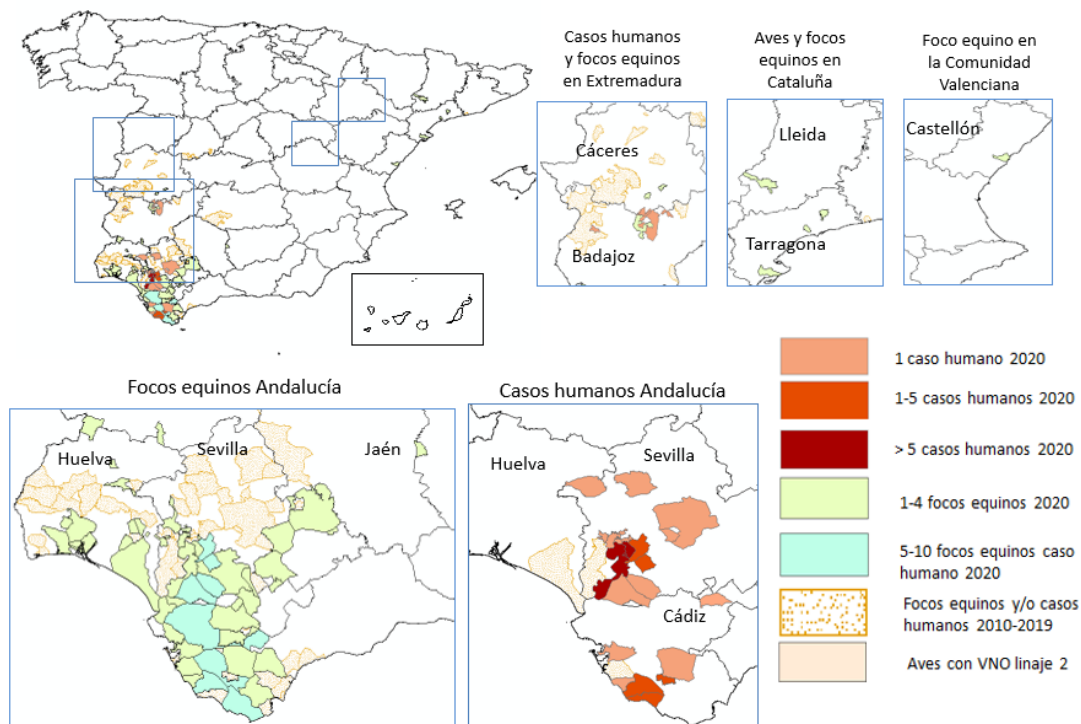 Casos humanos
y focos equinos
en Extremadura
Aves y focos
equinos en
Cataluña
Foco equino en
la Comunidad
Valenciana
Cáceres
Badajoz
Lleida
Tarragona
Castellón
Focos equinos Andalucía
Casos humanos Andalucía
Huelva
Sevilla
Jaén
Huelva
Sevilla
Cádiz
1 caso humano 2020
1-5 casos humanos 2020
> 5 casos humanos 2020
1-4 focos equinos 2020
5-10 focos equinos caso
humano 2020
Focos equinos y/o casos
humanos 2010-2019
Aves con VNO linaje 2